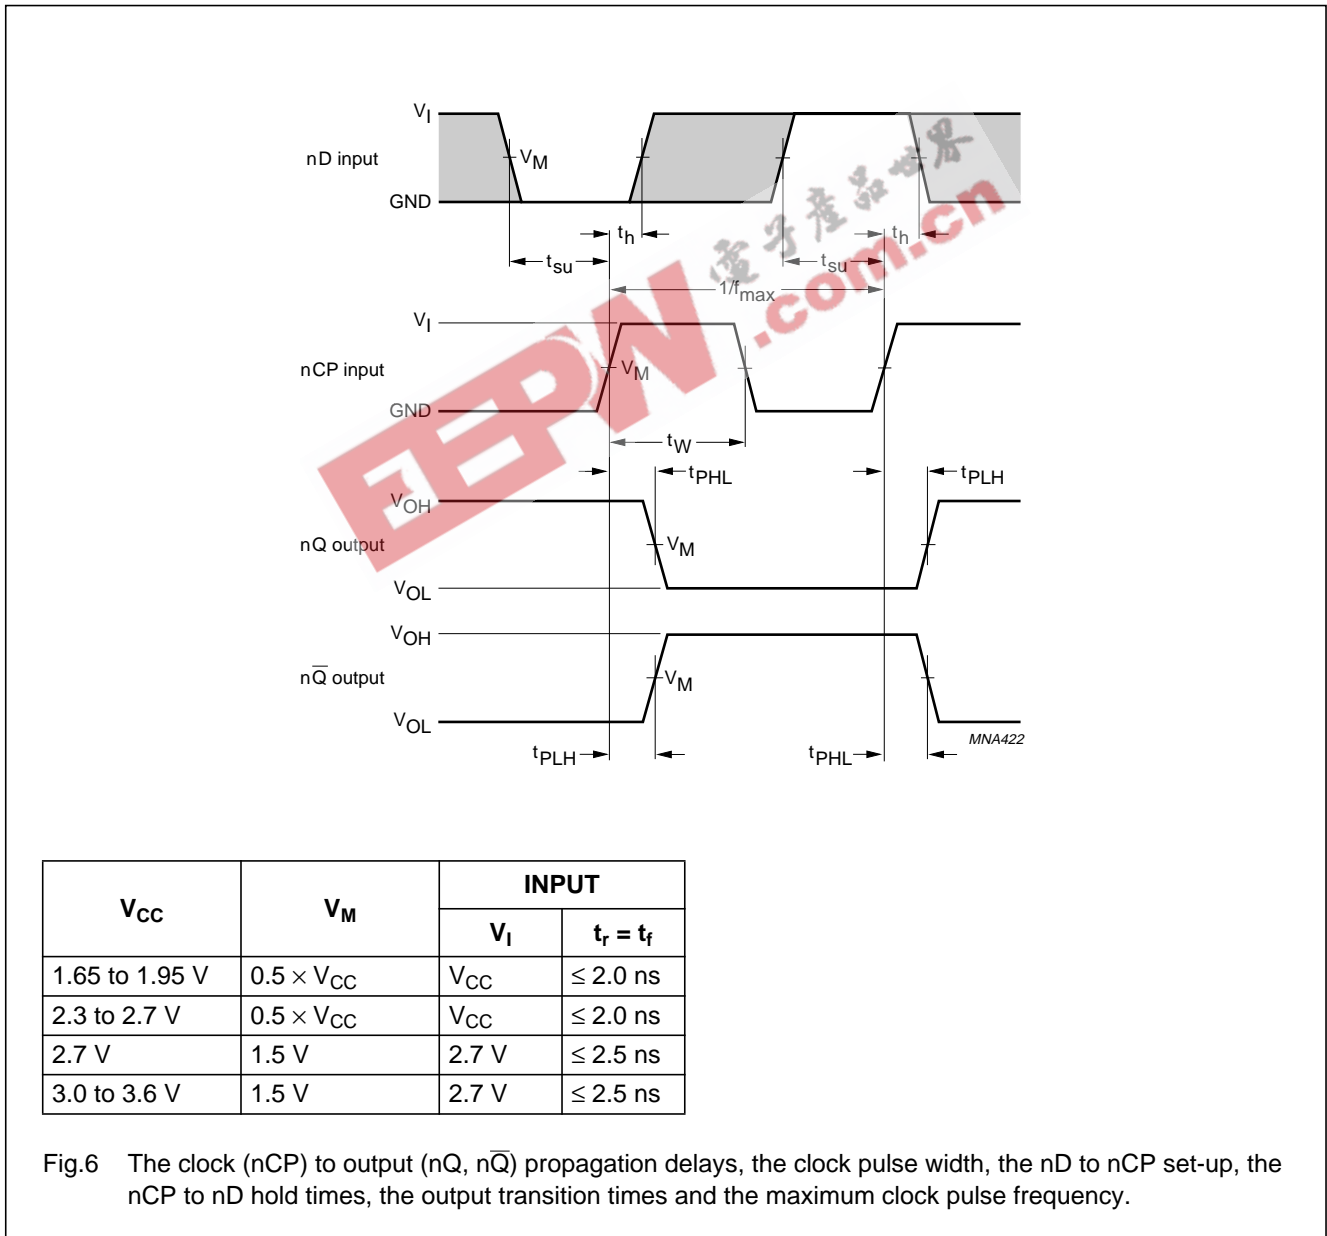 VI
nD input
VM
GND
th
th
tsu
tsu
1/fmax
VI
nCP input
VM
GND
tW
tPHL
tPLH
VOH
nQ output
VM
VOL
VOH
nQ̅ output
VM
VOL
MNA422
tPLH
tPHL
EEPW.com.cn
電子產品世界
VCC VM INPUT
VI tr = tf
1.65 to 1.95 V 0.5 × VCC VCC ≤ 2.0 ns
2.3 to 2.7 V 0.5 × VCC VCC ≤ 2.0 ns
2.7 V 1.5 V 2.7 V ≤ 2.5 ns
3.0 to 3.6 V 1.5 V 2.7 V ≤ 2.5 ns
Fig.6 The clock (nCP) to output (nQ, nQ̅) propagation delays, the clock pulse width, the nD to nCP set-up, the
nCP to nD hold times, the output transition times and the maximum clock pulse frequency.